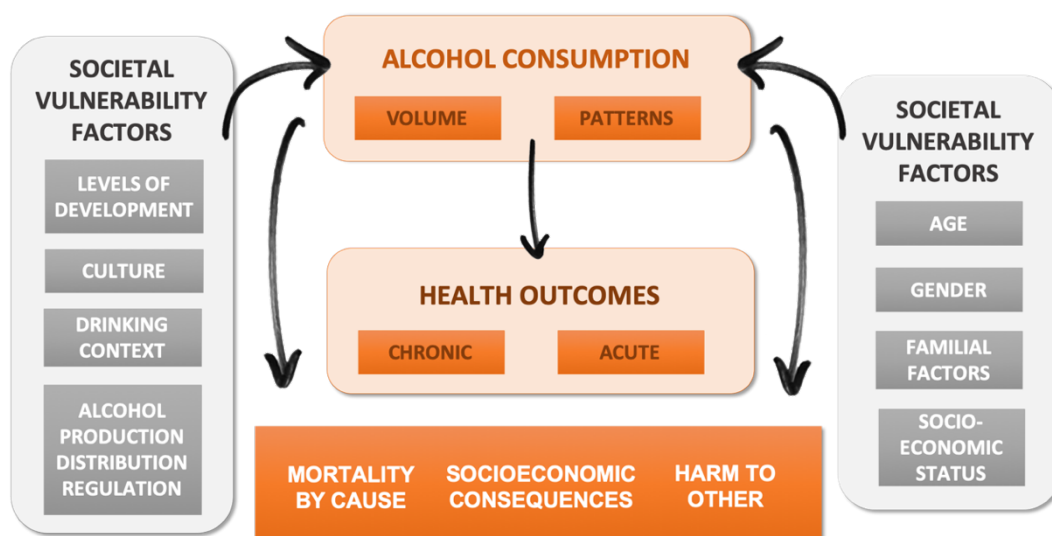 SOCIETAL
VULNERABILITY
FACTORS
LEVELS OF
DEVELOPMENT
CULTURE
DRINKING
CONTEXT
ALCOHOL
PRODUCTION
DISTRIBUTION
REGULATION
ALCOHOL CONSUMPTION
VOLUME
PATTERNS
HEALTH OUTCOMES
CHRONIC
ACUTE
MORTALITY
BY CAUSE
SOCIOECONOMIC
CONSEQUENCES
HARM TO
OTHER
SOCIETAL
VULNERABILITY
FACTORS
AGE
GENDER
FAMILIAL
FACTORS
SOCIO-
ECONOMIC
STATUS